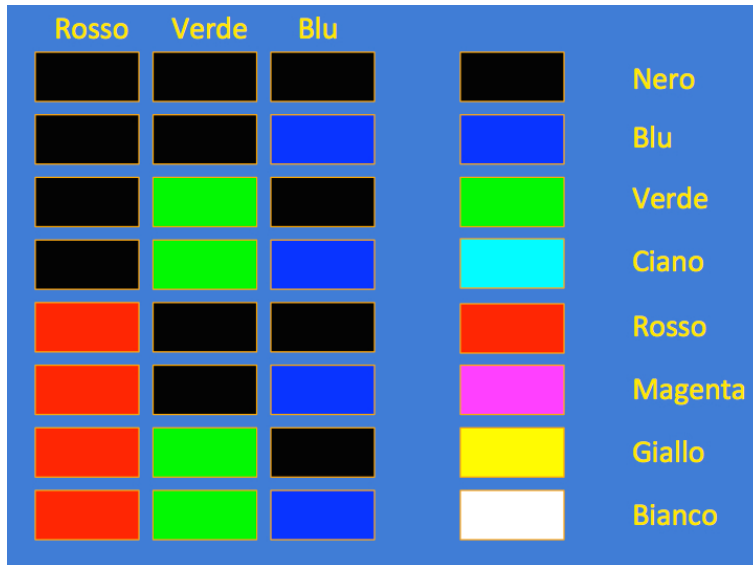 Rosso Verde Blu
Nero
Blu
Verde
Ciano
Rosso
Magenta
Giallo
Bianco